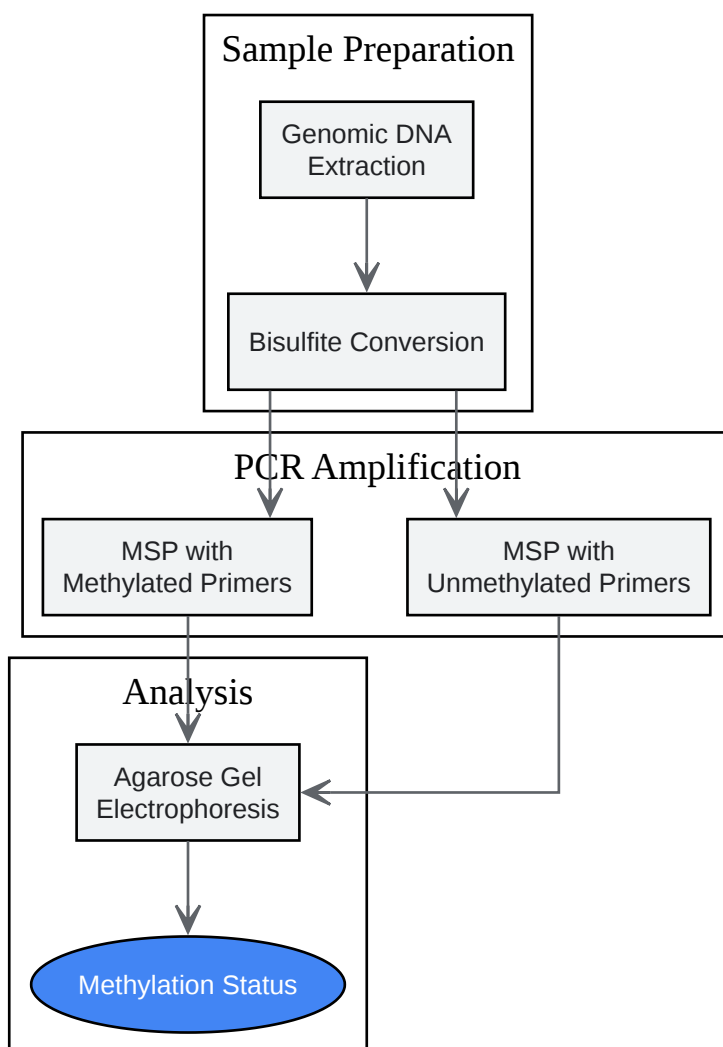 Sample Preparation
Genomic DNA
Extraction
Bisulfite Conversion
PCR Amplification
MSP with
Methylated Primers
MSP with
Unmethylated Primers
Analysis
Agarose Gel
Electrophoresis
Methylation Status